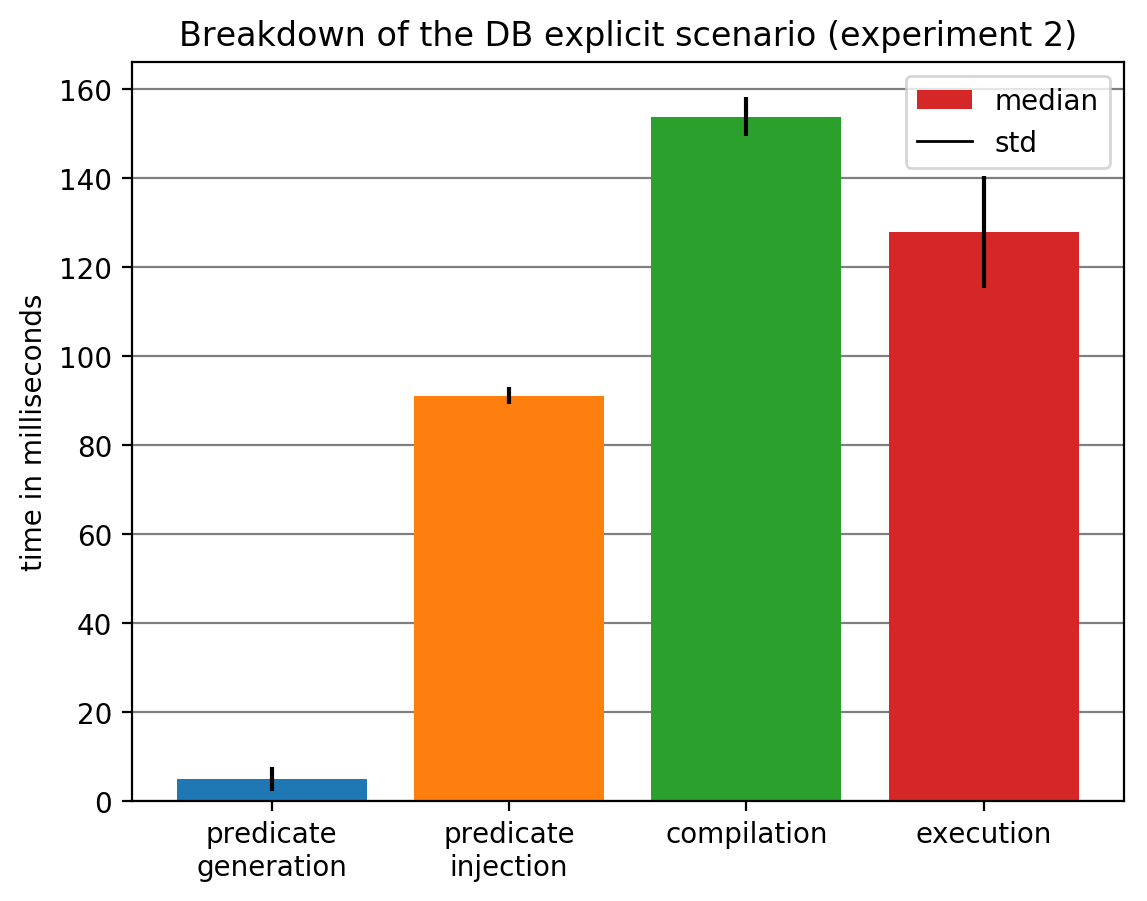 Breakdown of the DB explicit scenario (experiment 2)
160
140
120
100
80
60
40
20
0
time in milliseconds
median
std
predicate
generation
predicate
injection
compilation
execution